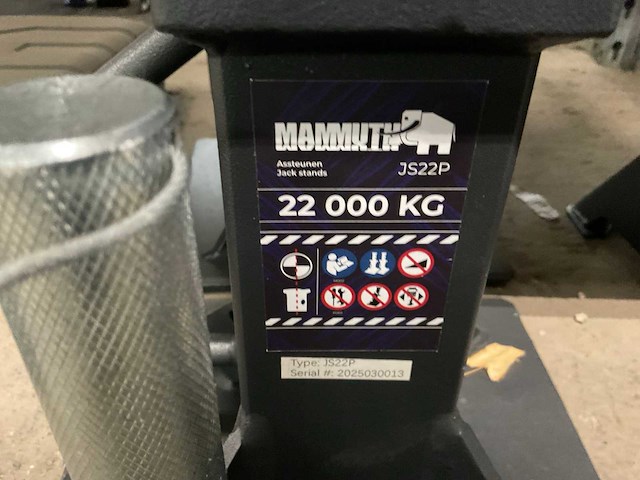 MAMMUTH
Assteunen
Jack stands
JS22P
22 000 KG
Type: JS22P
Serial #: 2025030013